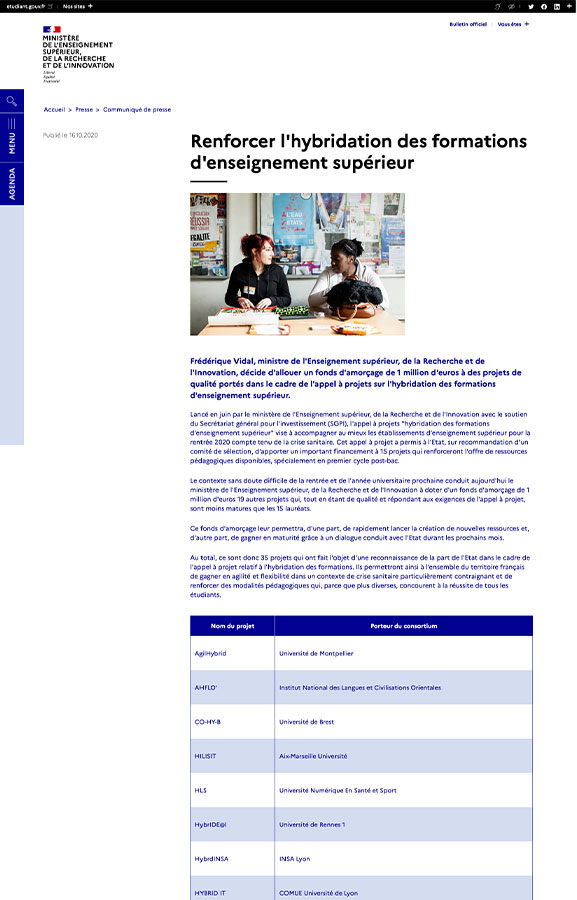 etudiant.gouv.fr
Nos sites +
Bulletin officiel
Vous êtes +
MINISTÈRE
DE L'ENSEIGNEMENT
SUPÉRIEUR,
DE LA RECHERCHE
ET DE L'INNOVATION
Liberté
Égalité
Fraternité
MENU
AGENDA
Accueil > Presse > Communiqué de presse
Publié le 16.10.2020
Renforcer l'hybridation des formations
d'enseignement supérieur
L'EAU
ÉTATS
Frédérique Vidal, ministre de l'Enseignement supérieur, de la Recherche et de
l'Innovation, décide d'allouer un fonds d'amorçage de 1 million d'euros à des projets de
qualité portés dans le cadre de l'appel à projets sur l'hybridation des formations
d'enseignement supérieur.
Lancé en juin par le ministère de l'Enseignement supérieur, de la Recherche et de l'Innovation avec le soutien
du Secrétariat général pour l'investissement (SGPI), l'appel à projets "hybridation des formations
d'enseignement supérieur" vise à accompagner au mieux les établissements d'enseignement supérieur pour la
rentrée 2020 compte tenu de la crise sanitaire. Cet appel à projet a permis à l'Etat, sur recommandation d'un
comité de sélection, d'apporter un important financement à 15 projets qui renforceront l'offre de ressources
pédagogiques disponibles, spécialement en premier cycle post-bac.
Le contexte sans doute difficile de la rentrée et de l'année universitaire prochaine conduit aujourd'hui le
ministère de l'Enseignement supérieur, de la Recherche et de l'Innovation à doter d'un fonds d'amorçage de 1
million d'euros 19 autres projets qui, tout en étant de qualité et répondant aux exigences de l'appel à projet,
sont moins matures que les 15 lauréats.
Ce fonds d'amorçage leur permettra, d'une part, de rapidement lancer la création de nouvelles ressources et,
d'autre part, de gagner en maturité grâce à un dialogue conduit avec l'Etat durant les prochains mois.
Au total, ce sont donc 35 projets qui ont fait l'objet d'une reconnaissance de la part de l'Etat dans le cadre de
l'appel à projet relatif à l'hybridation des formations. Ils permettront ainsi à l'ensemble du territoire français
de gagner en agilité et flexibilité dans un contexte de crise sanitaire particulièrement contraignant et de
renforcer des modalités pédagogiques qui, parce que plus diverses, concourent à la réussite de tous les
étudiants.
Nom du projet Porteur du consortium
AgilHybrid Université de Montpellier
AHFLO' Institut National des Langues et Civilisations Orientales
CO-HY-B Université de Brest
HILISIT Aix-Marseille Université
HLS Université Numérique En Santé et Sport
HybrIDE@l Université de Rennes 1
HybrdINSA INSA Lyon
HYBRID IT COMUE Université de Lyon